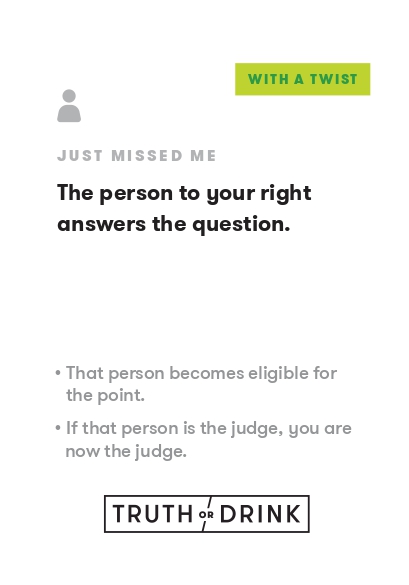 WITH A TWIST
JUST MISSED ME
The person to your right
answers the question.
• That person becomes eligible for
the point.
• If that person is the judge, you are
now the judge.
TRUTH OR DRINK